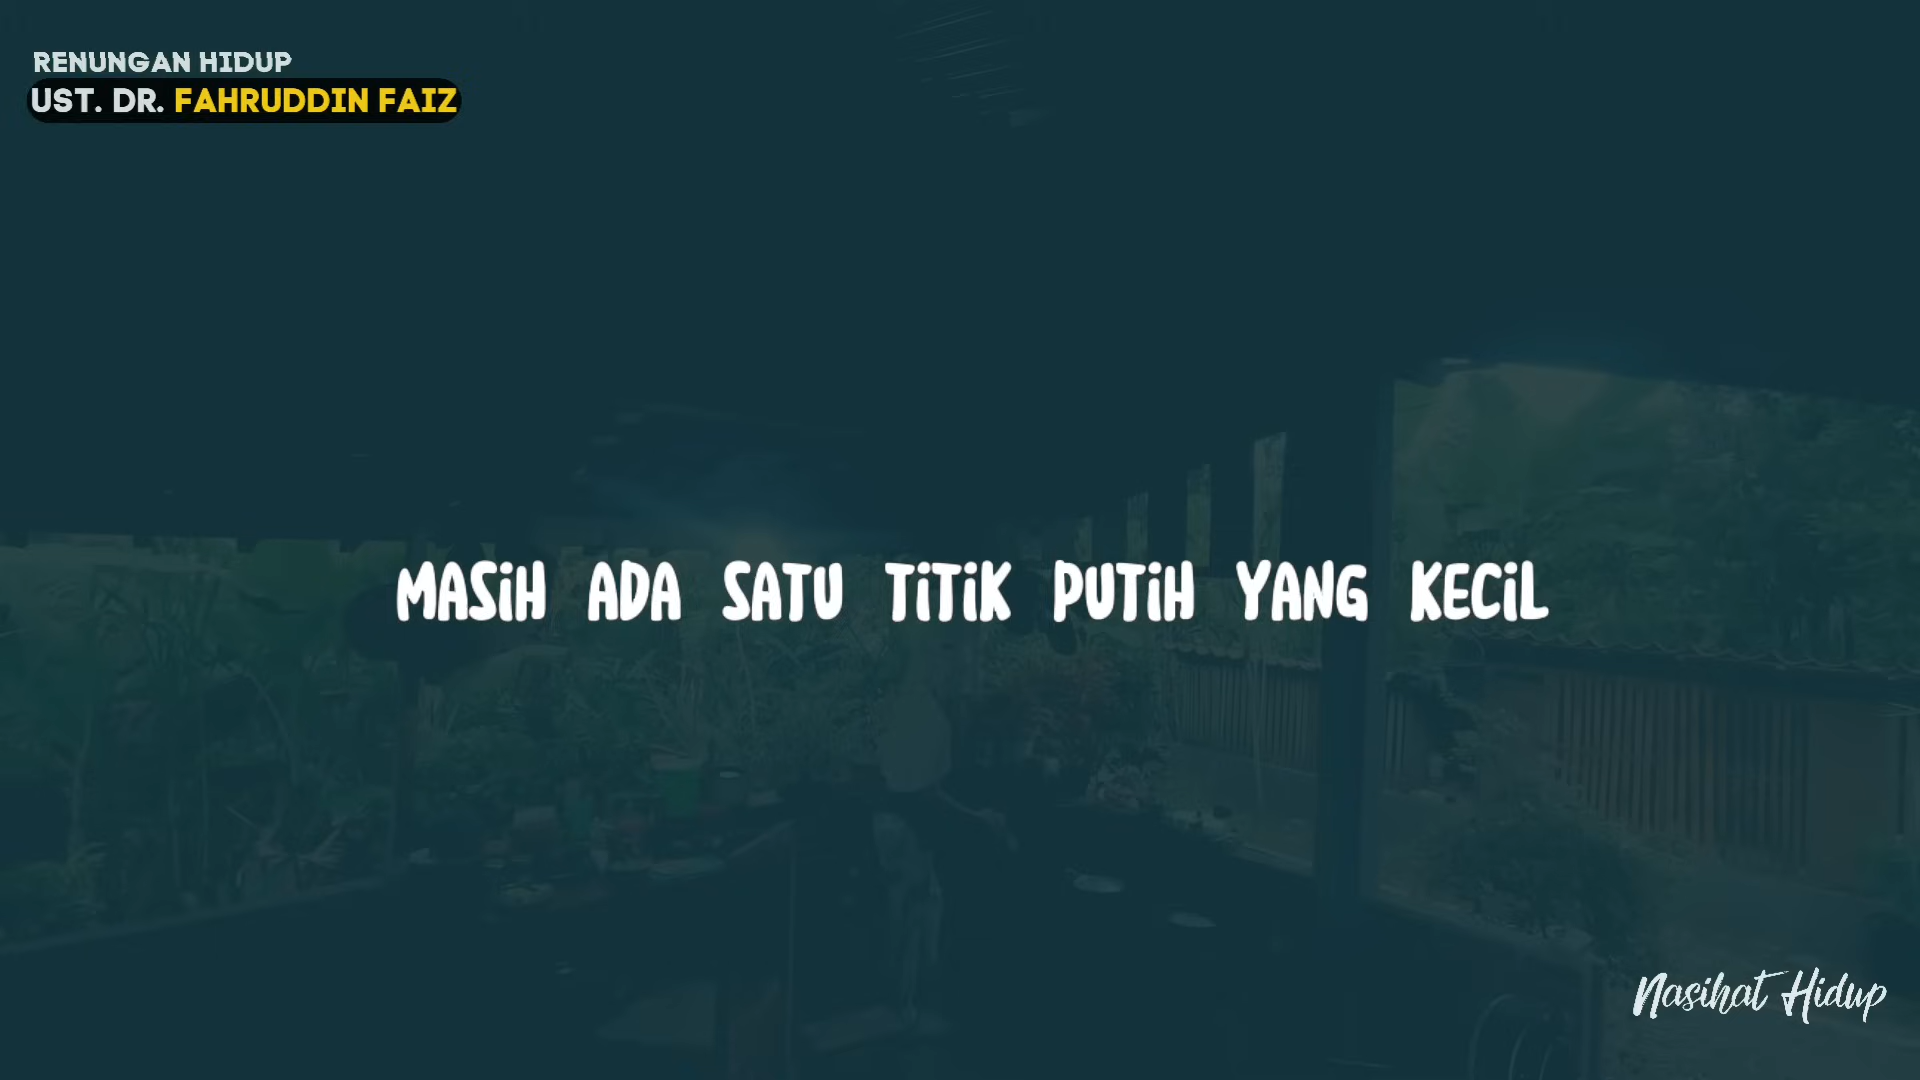 RENUNGAN HIDUP
UST. DR. FAHRUDDIN FAIZ
MASIH ADA SATU TITIK PUTIH YANG KECIL
Nasihat Hidup